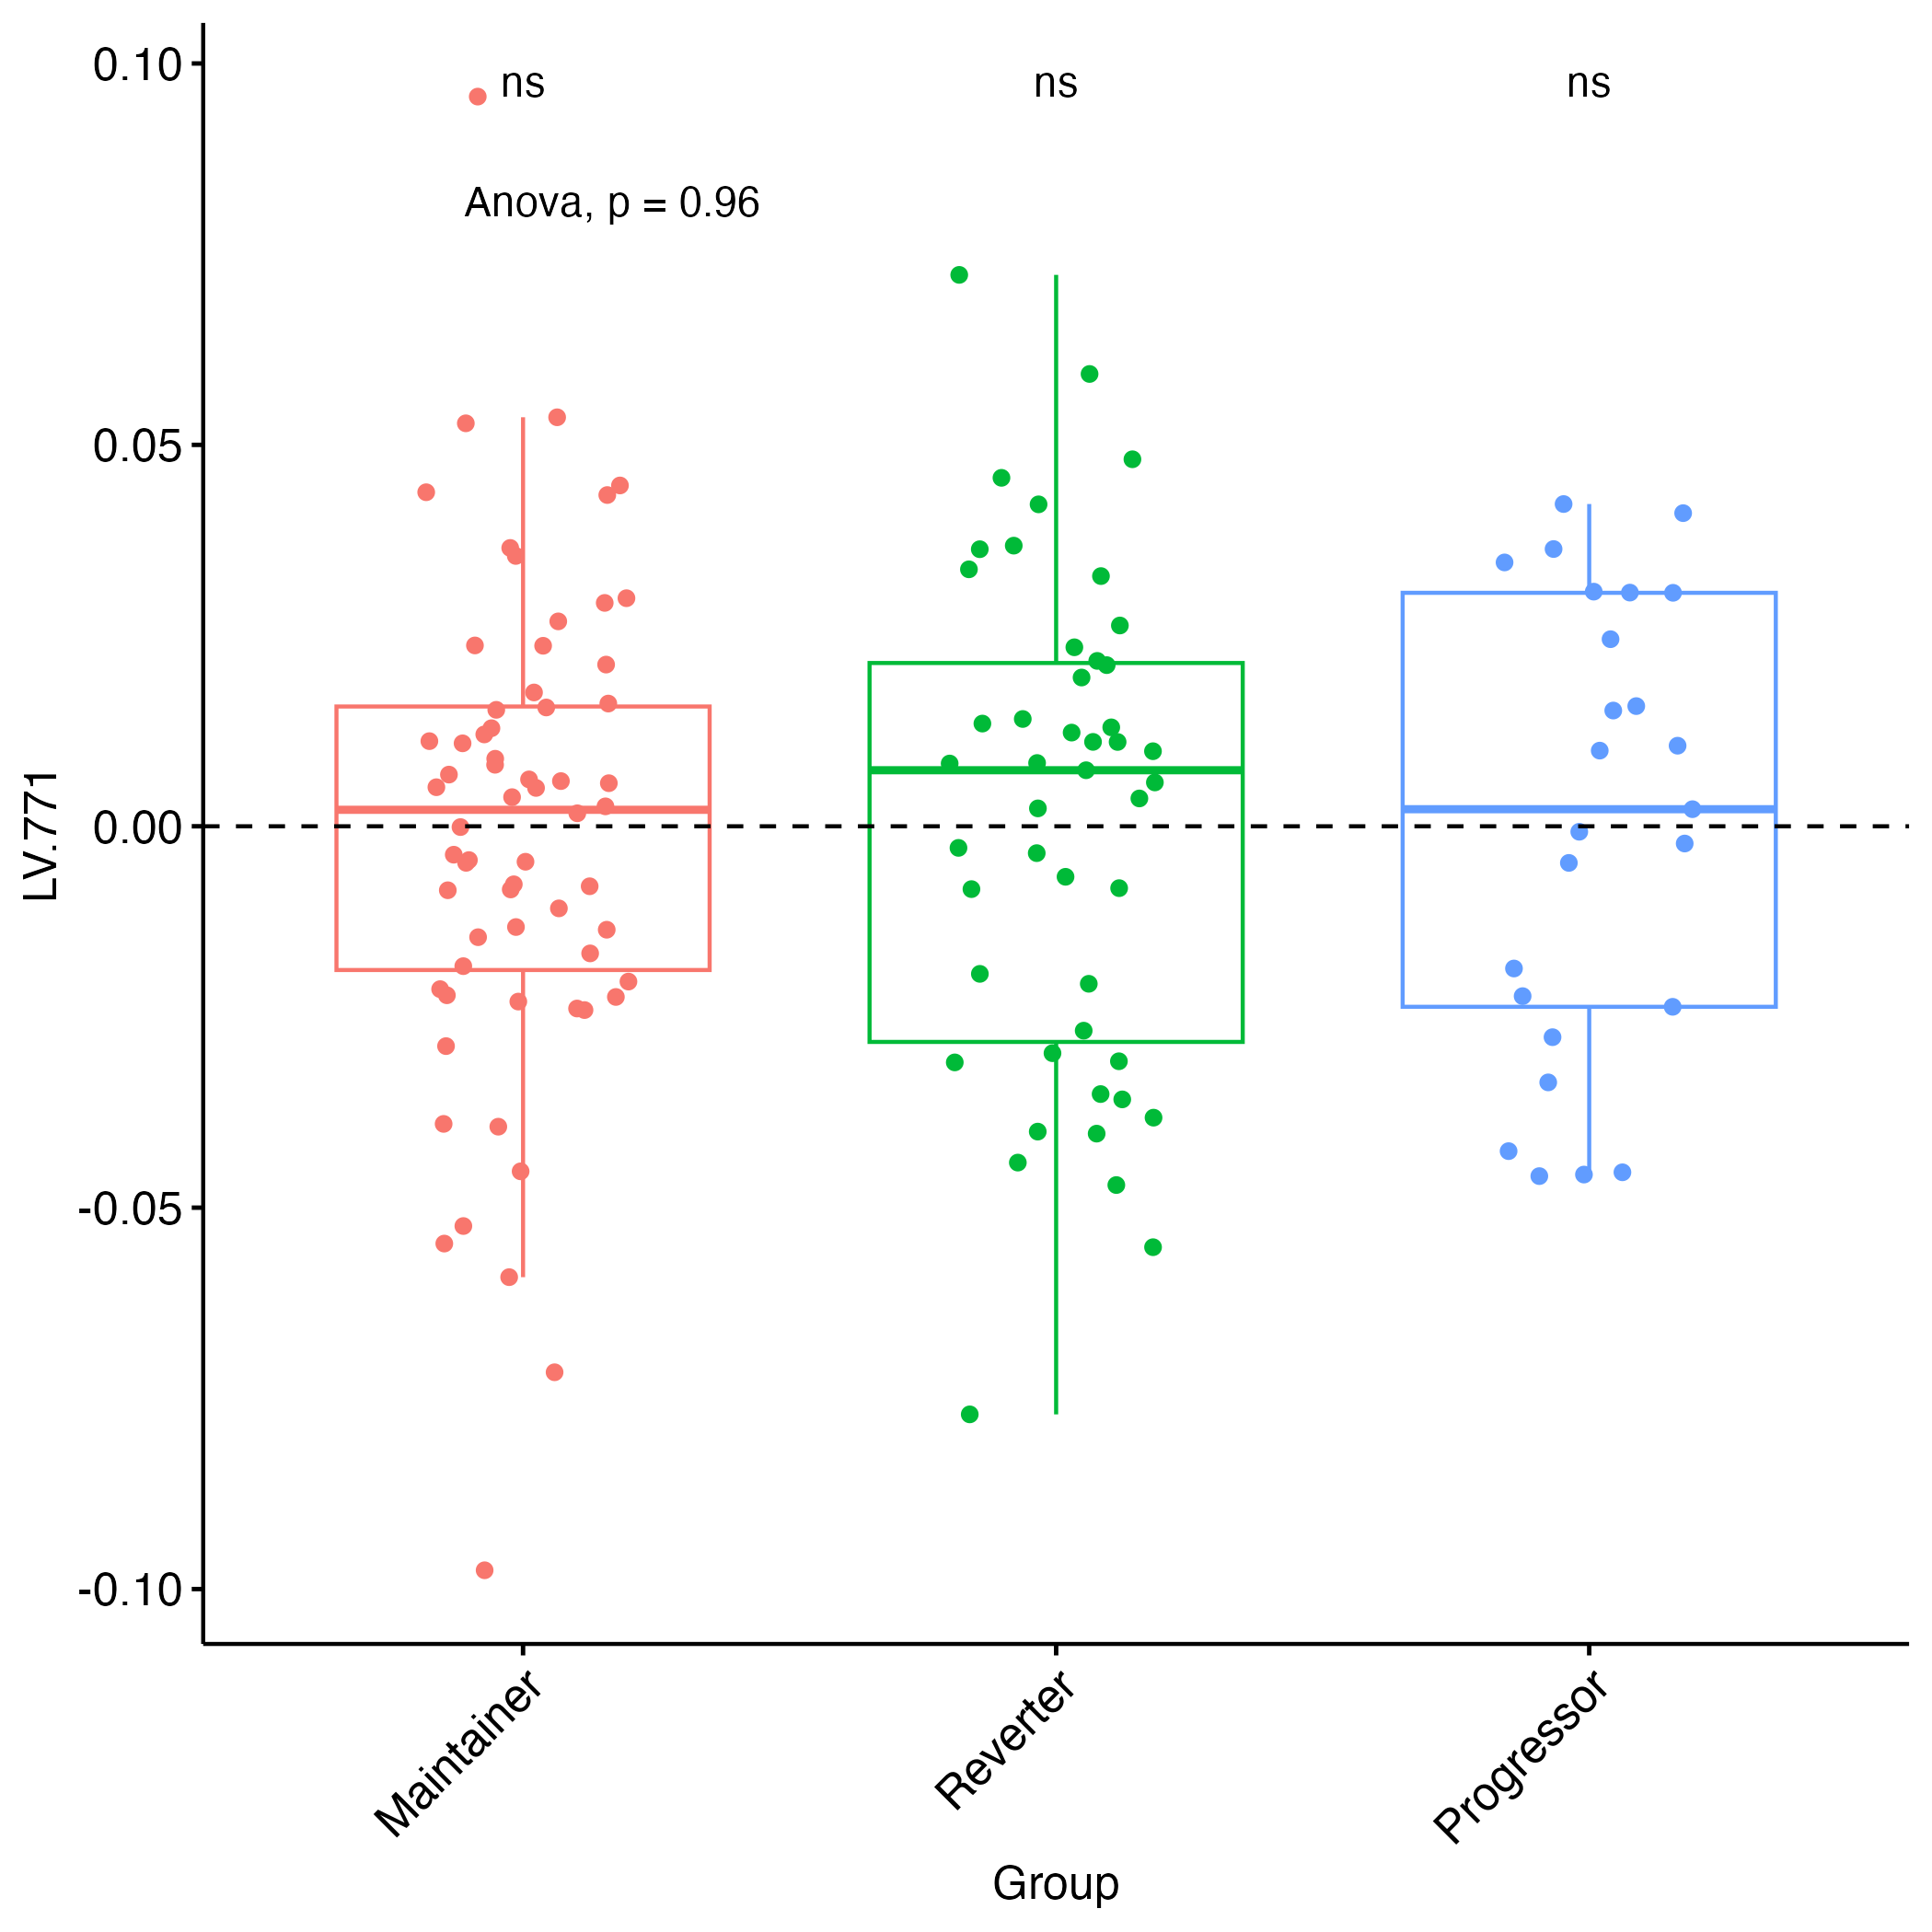 0.10
0.05
0.00
-0.05
-0.10
LV.771
ns
ns
ns
Anova, p = 0.96
Maintainer
Reverter
Progressor
Group